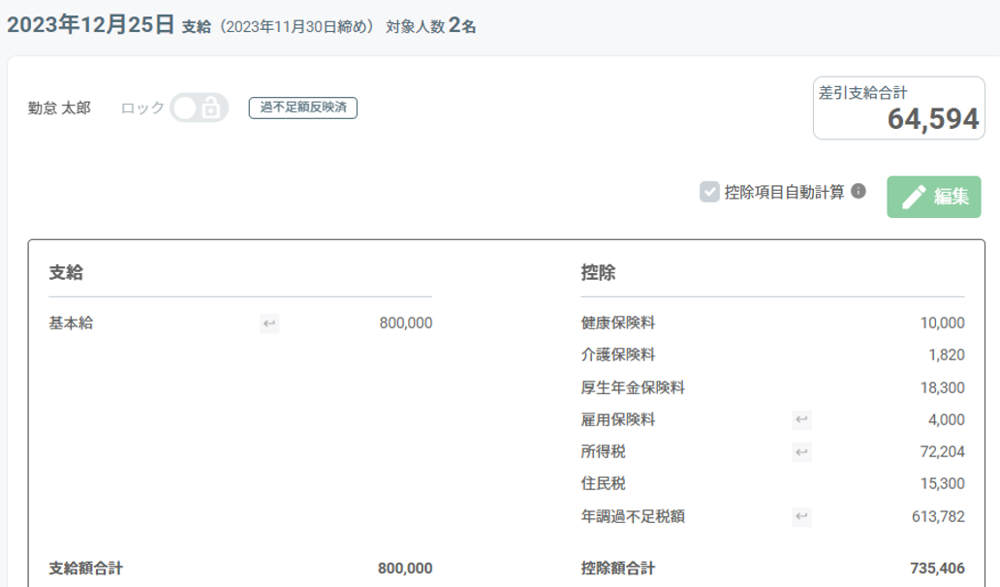 2023年12月25日 支給（2023年11月30日締め） 対象人数 2名
勤怠 太郎 ロック 過不足額反映済
差引支給合計
64,594
控除項目自動計算 編集
支給 控除
基本給 800,000 健康保険料 10,000
介護保険料 1,820
厚生年金保険料 18,300
雇用保険料 4,000
所得税 72,204
住民税 15,300
年調過不足税額 613,782
支給額合計 800,000 控除額合計 735,406